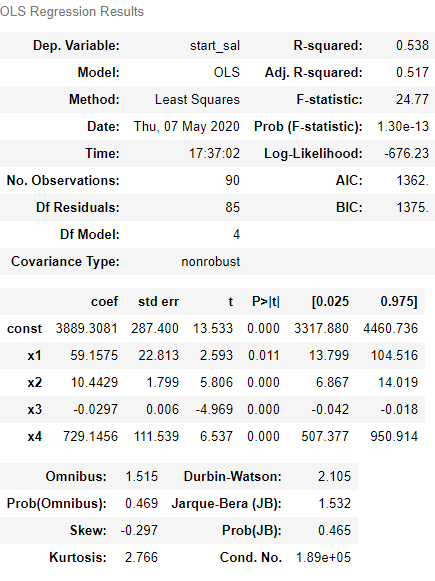 OLS Regression Results
Dep. Variable: start_sal R-squared: 0.538
Model: OLS Adj. R-squared: 0.517
Method: Least Squares F-statistic: 24.77
Date: Thu, 07 May 2020 Prob (F-statistic): 1.30e-13
Time: 17:37:02 Log-Likelihood: -676.23
No. Observations: 90 AIC: 1362.
Df Residuals: 85 BIC: 1375.
Df Model: 4
Covariance Type: nonrobust
coef std err t P>|t| [0.025 0.975]
const 3889.3081 287.400 13.533 0.000 3317.880 4460.736
x1 59.1575 22.813 2.593 0.011 13.799 104.516
x2 10.4429 1.799 5.806 0.000 6.867 14.019
x3 -0.0297 0.006 -4.969 0.000 -0.042 -0.018
x4 729.1456 111.539 6.537 0.000 507.377 950.914
Omnibus: 1.515 Durbin-Watson: 2.105
Prob(Omnibus): 0.469 Jarque-Bera (JB): 1.532
Skew: -0.297 Prob(JB): 0.465
Kurtosis: 2.766 Cond. No. 1.89e+05